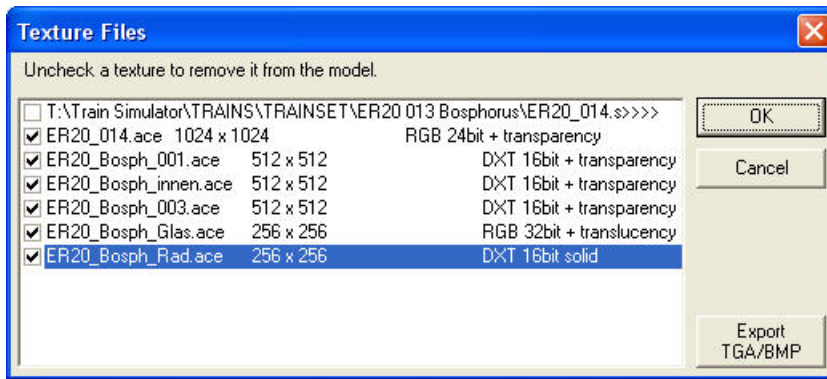 Texture Files
Uncheck a texture to remove it from the model.
T:\Train Simulator\TRAINS\TRAINSET\ER20 013 Bosphorus\ER20_014.s>>>>
ER20_014.ace 1024 x 1024 RGB 24bit + transparency
ER20_Bosph_001.ace 512 x 512 DXT 16bit + transparency
ER20_Bosph_innen.ace 512 x 512 DXT 16bit + transparency
ER20_Bosph_003.ace 512 x 512 DXT 16bit + transparency
ER20_Bosph_Glas.ace 256 x 256 RGB 32bit + translucency
ER20_Bosph_Rad.ace 256 x 256 DXT 16bit solid
OK
Cancel
Export
TGA/BMP